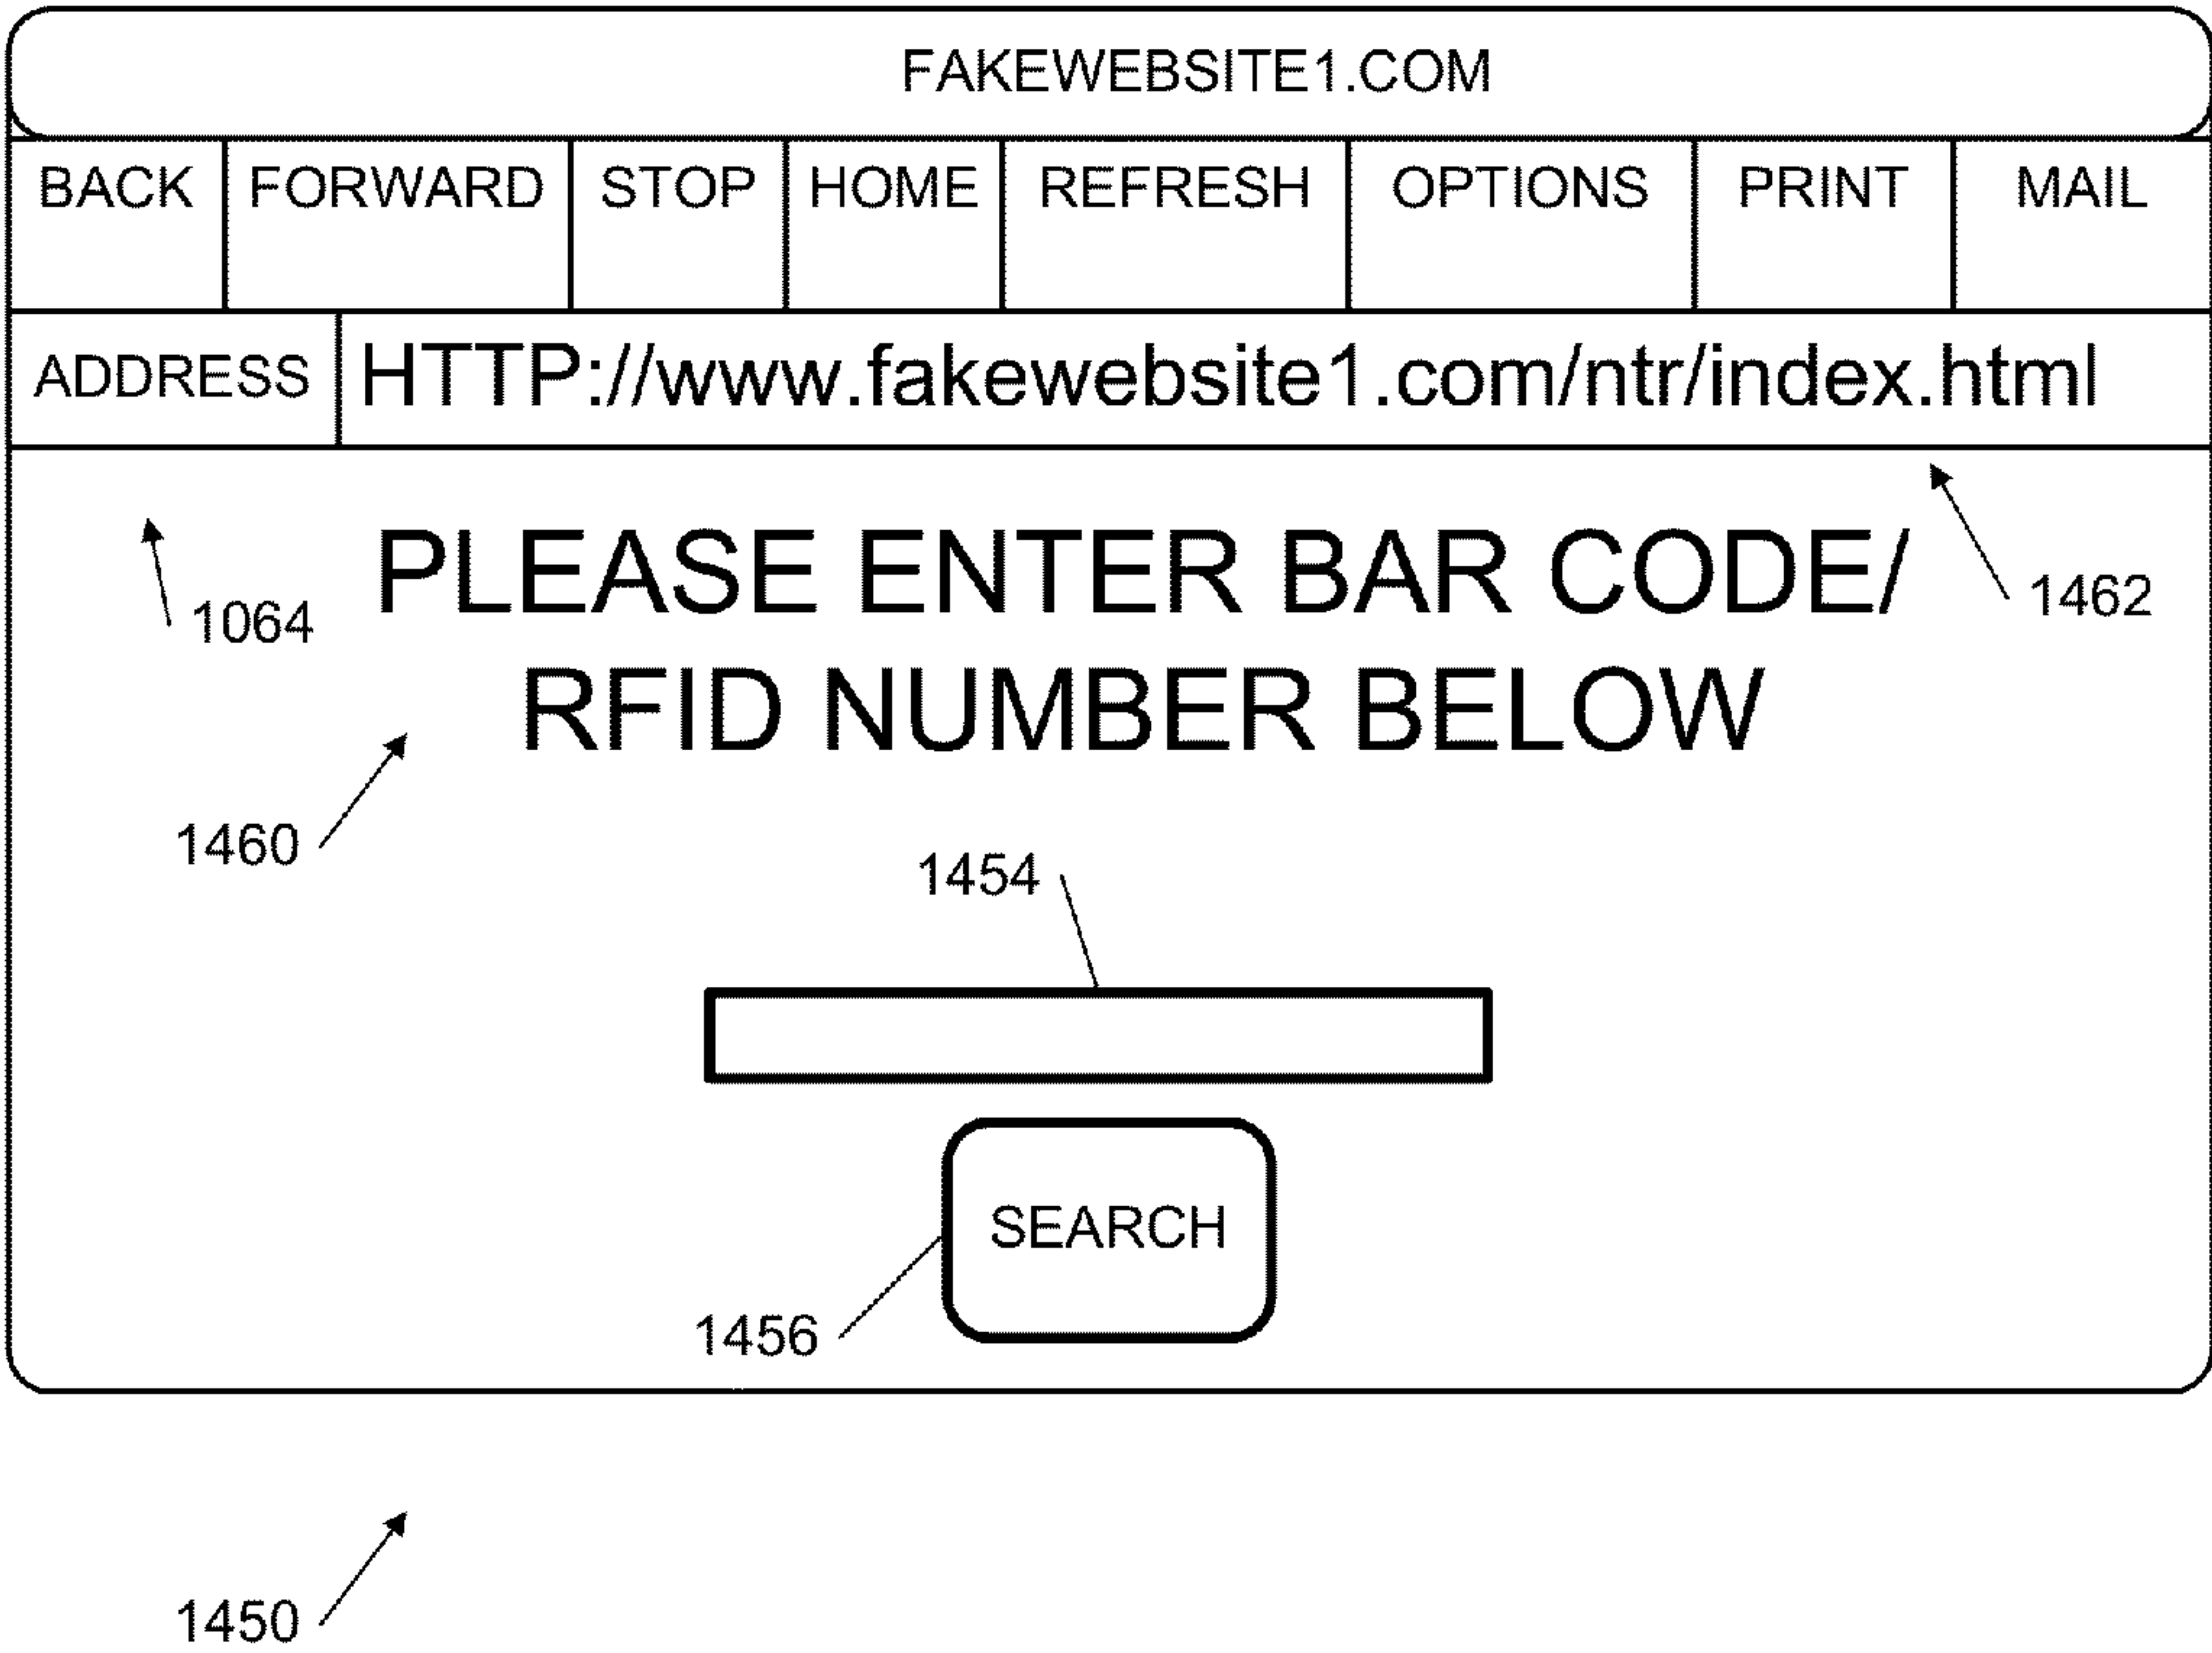 FAKEWEBSITE1.COM
BACK FORWARD STOP HOME REFRESH OPTIONS PRINT MAIL
ADDRESS HTTP://www.fakewebsite1.com/ntr/index.html
PLEASE ENTER BAR CODE/
1064 1462
RFID NUMBER BELOW
1460
1454
SEARCH
1456
1450